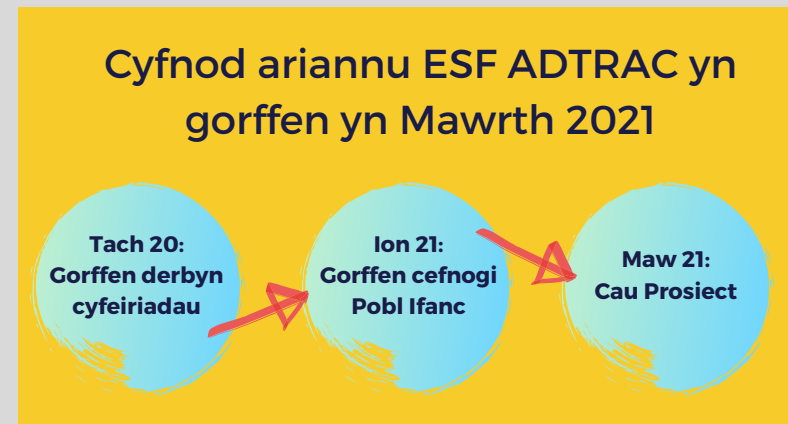 Cyfnod ariannu ESF ADTRAC yn
gorffen yn Mawrth 2021
Tach 20:
Gorffen derbyn
cyfeiriadau
Ion 21:
Gorffen cefnogi
Pobl Ifanc
Maw 21:
Cau Prosiect